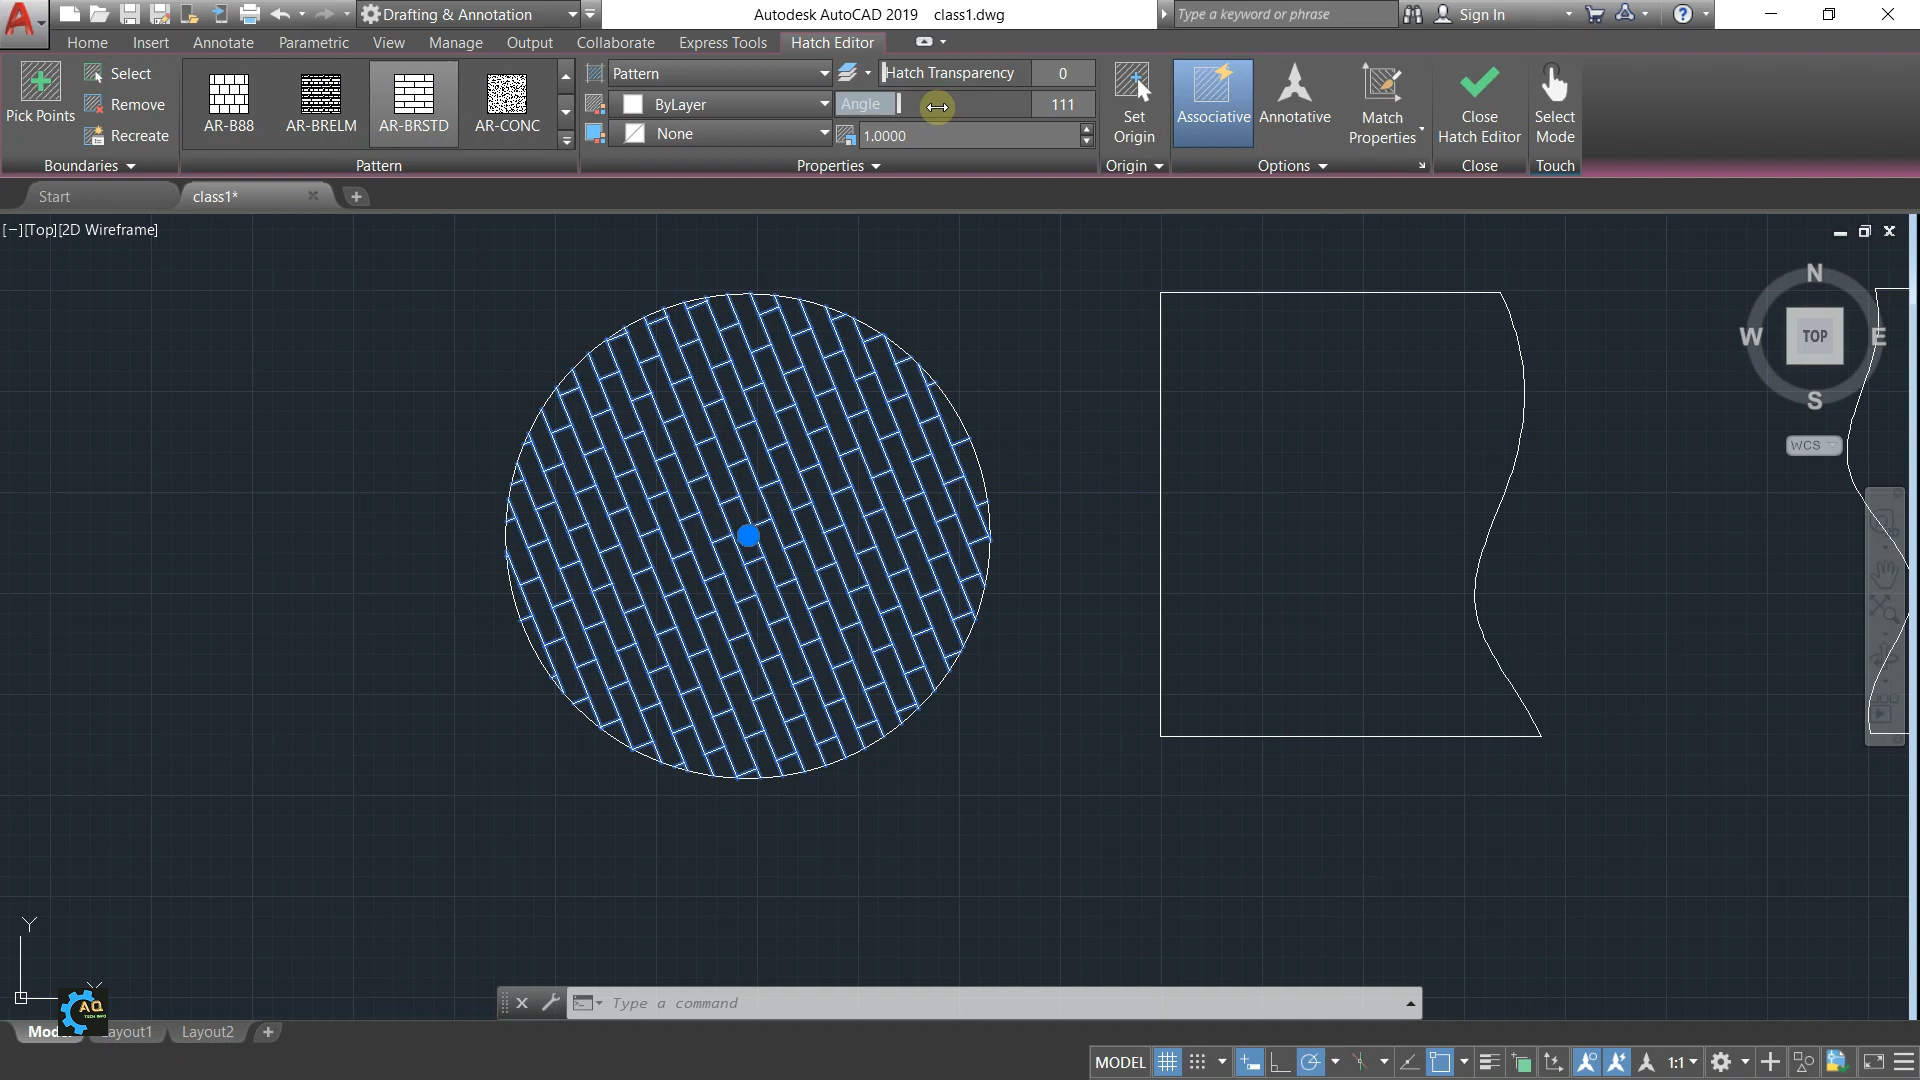 Drafting & Annotation
Autodesk AutoCAD 2019 class1.dwg
Type a keyword or phrase
Sign In
Home Insert Annotate Parametric View Manage Output Collaborate Express Tools Hatch Editor
Pick Points
Select
Remove
Recreate
Boundaries
AR-B88
AR-BRELM
AR-BRSTD
AR-CONC
Pattern
Pattern
Hatch Transparency 0
ByLayer
Angle 111
None
1.0000
Properties
Set
Origin
Origin
Associative
Annotative
Match
Properties
Options
Close
Hatch Editor
Close
Select
Mode
Touch
Start
class1*
[−][Top][2D Wireframe]
N
W
TOP
E
S
WCS
Y
AQ
TECH INFO
Type a command
Layout2
MODEL
1:1